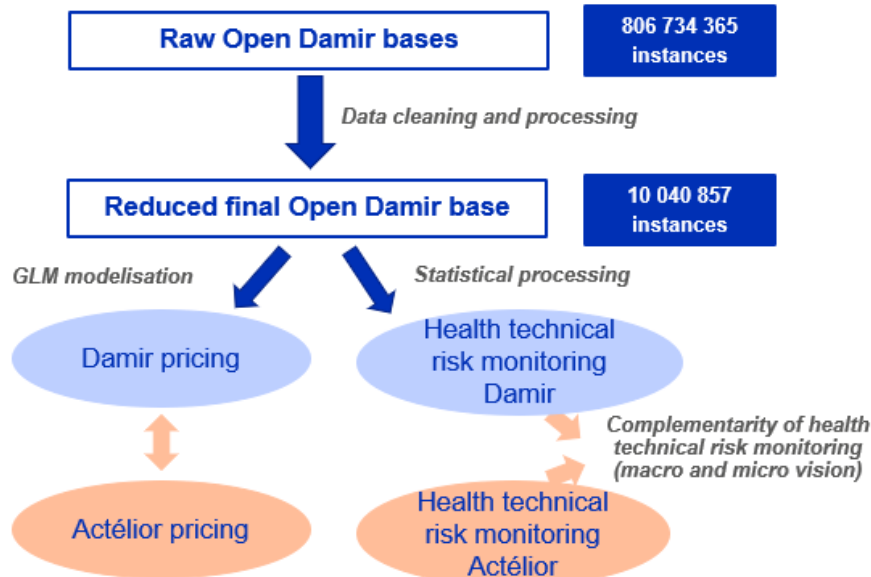 Raw Open Damir bases
806 734 365
instances
Data cleaning and processing
Reduced final Open Damir base
10 040 857
instances
GLM modelisation
Statistical processing
Damir pricing
Health technical
risk monitoring
Damir
Complementarity of health
technical risk monitoring
(macro and micro vision)
Actélior pricing
Health technical
risk monitoring
Actélior